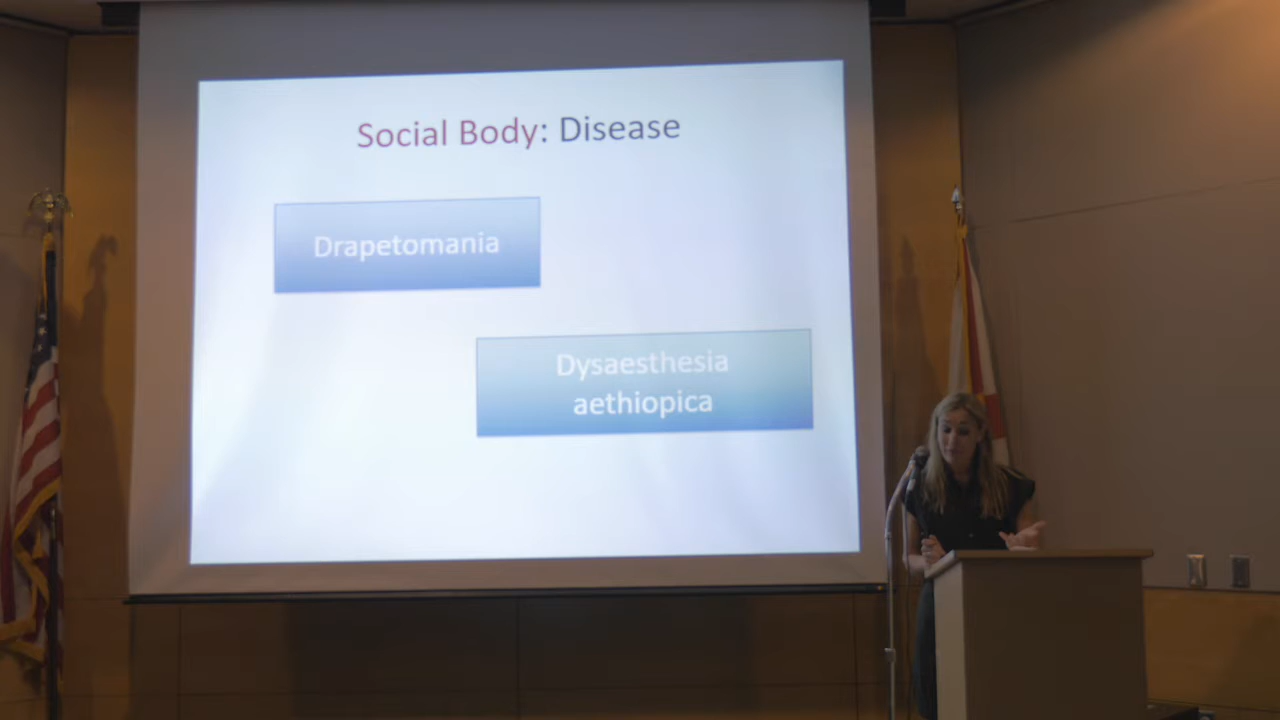 Social Body: Disease
Drapetomania
Dysaesthesia
aethiopica